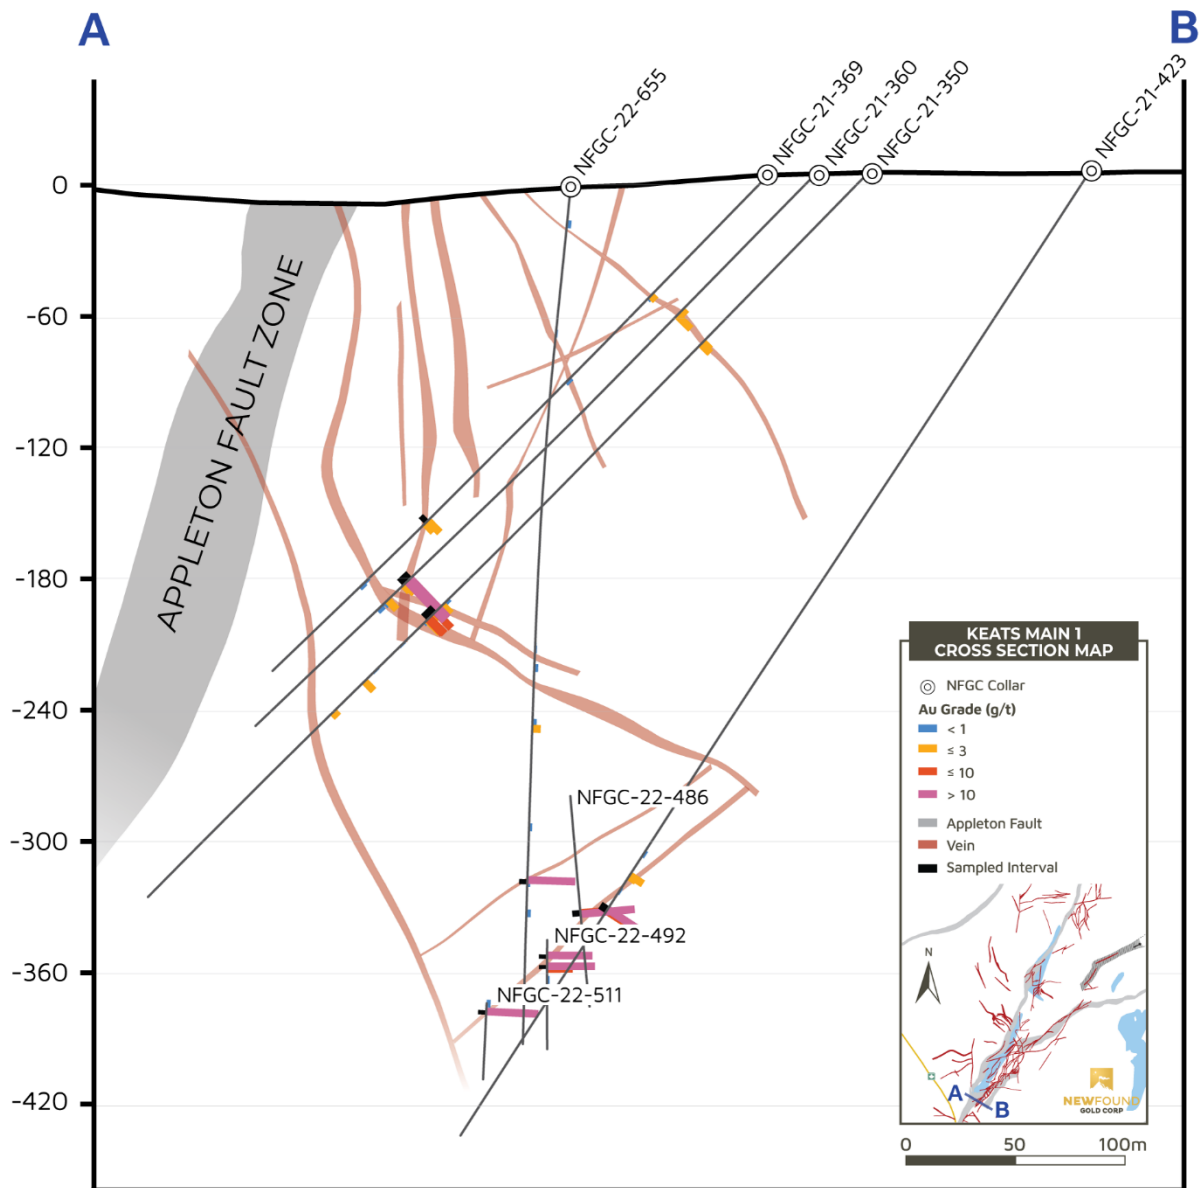 A
B
NFGC-22-655
NFGC-21-369
NFGC-21-360
NFGC-21-350
NFGC-21-423
0
-60
-120
-180
-240
-300
-360
-420
APPLETON FAULT ZONE
NFGC-22-486
NFGC-22-492
NFGC-22-511
KEATS MAIN 1
CROSS SECTION MAP
NFGC Collar
Au Grade (g/t)
< 1
≤ 3
≤ 10
> 10
Appleton Fault
Vein
Sampled Interval
N
A
B
NEWFOUND
GOLD CORP
0 50 100m